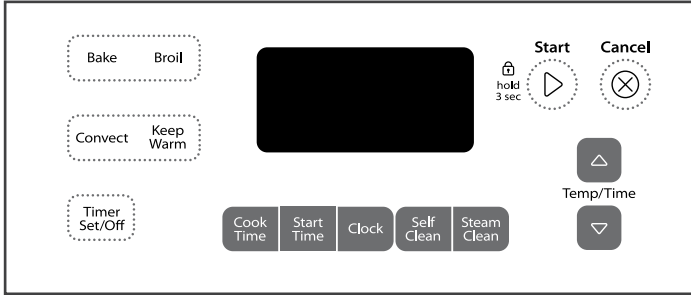 Bake Broil
Convect Keep
Warm
Timer
Set/Off
Cook
Time
Start
Time
Clock
Self
Clean
Steam
Clean
hold
3 sec
Start
Cancel
Temp/Time